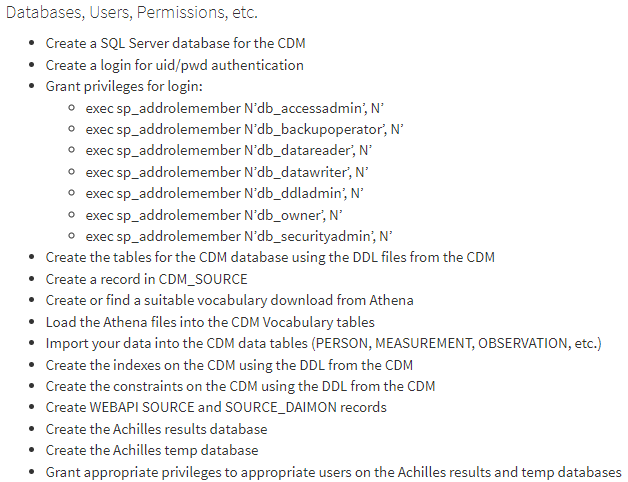 Databases, Users, Permissions, etc.
Create a SQL Server database for the CDM
Create a login for uid/pwd authentication
Grant privileges for login:
exec sp_addrolemember N'db_accessadmin', N'
exec sp_addrolemember N'db_backupoperator', N'
exec sp_addrolemember N'db_datareader', N'
exec sp_addrolemember N'db_datawriter', N'
exec sp_addrolemember N'db_ddladmin', N'
exec sp_addrolemember N'db_owner', N'
exec sp_addrolemember N'db_securityadmin', N'
Create the tables for the CDM database using the DDL files from the CDM
Create a record in CDM_SOURCE
Create or find a suitable vocabulary download from Athena
Load the Athena files into the CDM Vocabulary tables
Import your data into the CDM data tables (PERSON, MEASUREMENT, OBSERVATION, etc.)
Create the indexes on the CDM using the DDL from the CDM
Create the constraints on the CDM using the DDL from the CDM
Create WEBAPI SOURCE and SOURCE_DAIMON records
Create the Achilles results database
Create the Achilles temp database
Grant appropriate privileges to appropriate users on the Achilles results and temp databases